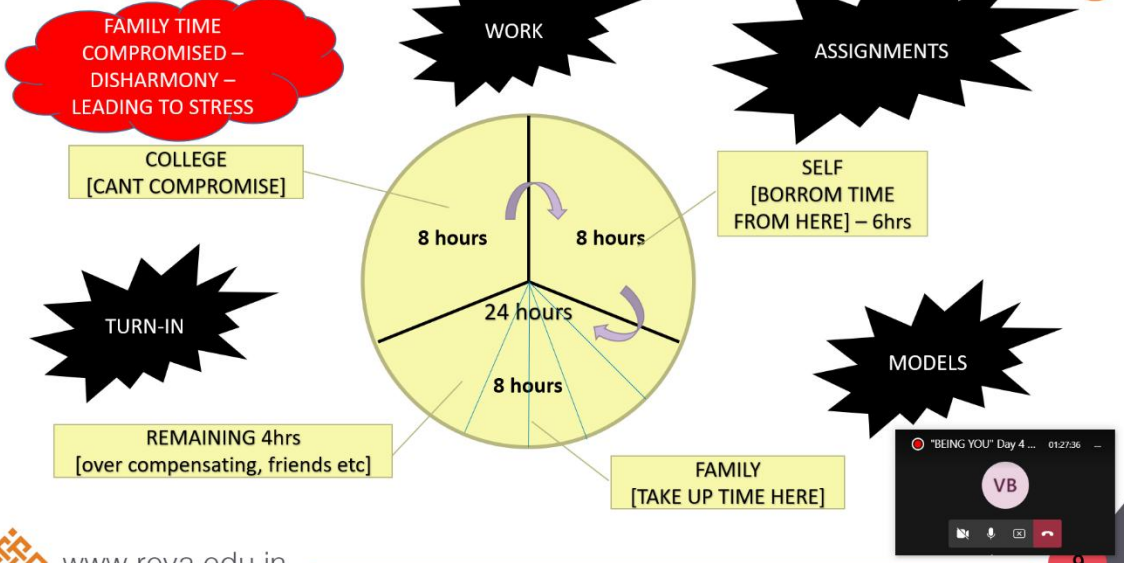 FAMILY TIME
COMPROMISED –
DISHARMONY –
LEADING TO STRESS
WORK
ASSIGNMENTS
COLLEGE
[CANT COMPROMISE]
SELF
[BORROM TIME
FROM HERE] – 6hrs
8 hours
8 hours
24 hours
TURN-IN
8 hours
MODELS
REMAINING 4hrs
[over compensating, friends etc]
FAMILY
[TAKE UP TIME HERE]
"BEING YOU" Day 4 ... 01:27:36 ...
VB
www.reva.edu.in
9